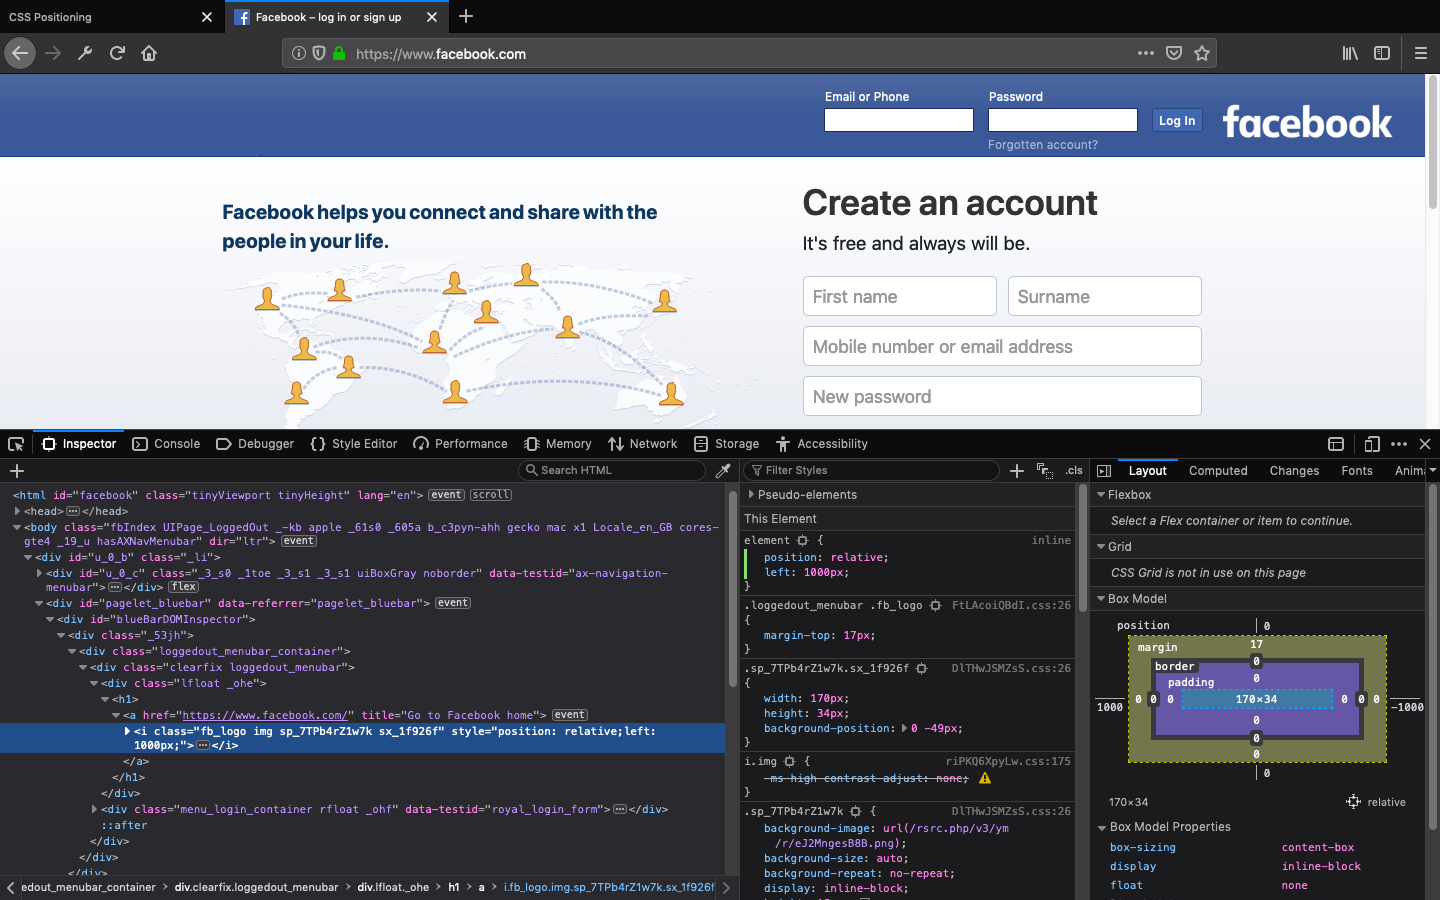 CSS Positioning
Facebook – log in or sign up
https://www.facebook.com
Email or Phone
Password
Log In
facebook
Forgotten account?
Facebook helps you connect and share with the
people in your life.
Create an account
It's free and always will be.
First name
Surname
Mobile number or email address
New password
Inspector
Console
Debugger
Style Editor
Performance
Memory
Network
Storage
Accessibility
Search HTML
<html id="facebook" class="tinyViewport tinyHeight" lang="en"> event scroll
<head>⋯</head>
<body class="fbIndex UIPage_LoggedOut _-kb apple _61s0 _605a b_c3pyn-ahh gecko mac x1 Locale_en_GB cores-
gte4 _19_u hasAXNavMenubar" dir="ltr"> event
<div id="u_0_b" class="_li">
<div id="u_0_c" class="_3_s0 _1toe _3_s1 _3_s1 uiBoxGray noborder" data-testid="ax-navigation-
menubar">⋯</div> flex
<div id="pagelet_bluebar" data-referrer="pagelet_bluebar"> event
<div id="blueBarDOMInspector">
<div class="_53jh">
<div class="loggedout_menubar_container">
<div class="clearfix loggedout_menubar">
<div class="lfloat _ohe">
<h1>
<a href="https://www.facebook.com/" title="Go to Facebook home"> event
<i class="fb_logo img sp_7TPb4rZ1w7k sx_1f926f" style="position: relative;left:
1000px;">⋯</i>
</a>
</h1>
</div>
<div class="menu_login_container rfloat _ohf" data-testid="royal_login_form">⋯</div>
::after
</div>
</div>
</div>
edout_menubar_container
div.clearfix.loggedout_menubar
div.lfloat._ohe
h1
a
i.fb_logo.img.sp_7TPb4rZ1w7k.sx_1f926f
Filter Styles
.cls
Pseudo-elements
This Element
element { inline
position: relative;
left: 1000px;
}
.loggedout_menubar .fb_logo FtLAcoiQBdI.css:26
{
margin-top: 17px;
}
.sp_7TPb4rZ1w7k.sx_1f926f DlTHwJSMZsS.css:26
{
width: 170px;
height: 34px;
background-position: 0 -49px;
}
i.img { riPKQ6XpyLw.css:175
-ms-high-contrast-adjust: none;
}
.sp_7TPb4rZ1w7k { DlTHwJSMZsS.css:26
background-image: url(/rsrc.php/v3/ym
/r/eJ2MngesB8B.png);
background-size: auto;
background-repeat: no-repeat;
display: inline-block;
Layout
Computed
Changes
Fonts
Anima
Flexbox
Select a Flex container or item to continue.
Grid
CSS Grid is not in use on this page
Box Model
position 0
margin 17
border 0
padding 0
1000 0 0 0 170×34 0 0 0 -1000
0
0
0
0
170×34
relative
Box Model Properties
box-sizing content-box
display inline-block
float none